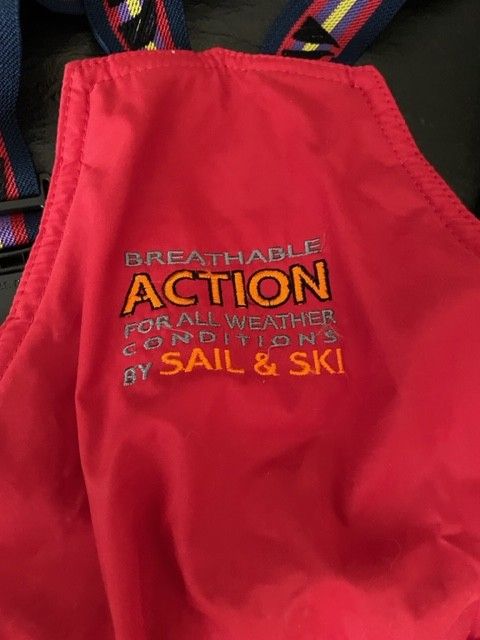 BREATHABLE
ACTION
FOR ALL WEATHER
CONDITIONS
BY SAIL & SKI